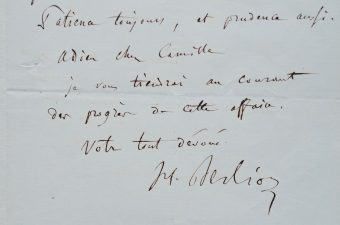 Patience toujours, et prudence aussi.
Adieu cher Camille
je vous tiendrai au courant
des progrès de cette affaire.
Votre tout dévoué
H. Berlioz